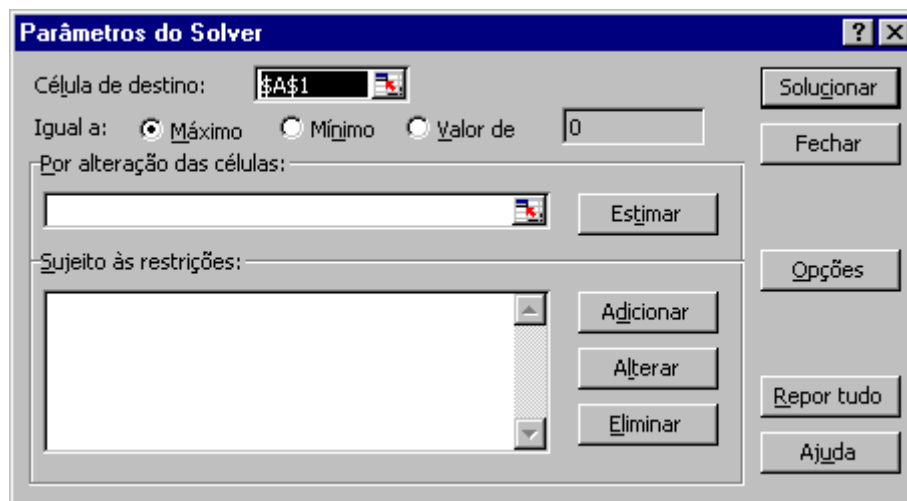 Parâmetros do Solver
Célula de destino: $A$1 Solucionar
Igual a: Máximo Mínimo Valor de 0 Fechar
Por alteração das células:
Estimar
Sujeito às restrições: Opções
Adicionar
Alterar
Repor tudo
Eliminar
Ajuda